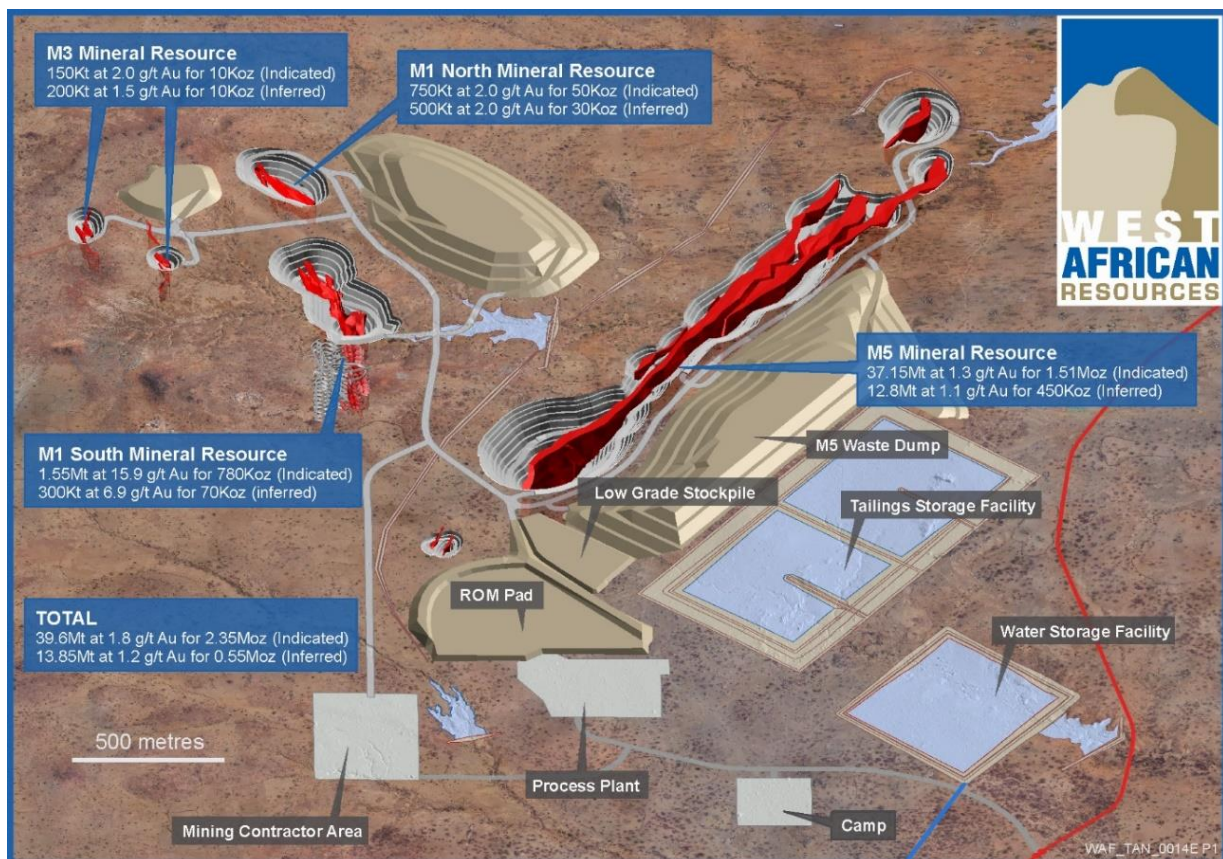 M3 Mineral Resource
150Kt at 2.0 g/t Au for 10Koz (Indicated)
200Kt at 1.5 g/t Au for 10Koz (Inferred)
M1 North Mineral Resource
750Kt at 2.0 g/t Au for 50Koz (Indicated)
500Kt at 2.0 g/t Au for 30Koz (Inferred)
WEST
AFRICAN
RESOURCES
M5 Mineral Resource
37.15Mt at 1.3 g/t Au for 1.51Moz (Indicated)
12.8Mt at 1.1 g/t Au for 450Koz (Inferred)
M1 South Mineral Resource
1.55Mt at 15.9 g/t Au for 780Koz (Indicated)
300Kt at 6.9 g/t Au for 70Koz (inferred)
M5 Waste Dump
Low Grade Stockpile
Tailings Storage Facility
ROM Pad
TOTAL
39.6Mt at 1.8 g/t Au for 2.35Moz (Indicated)
13.85Mt at 1.2 g/t Au for 0.55Moz (Inferred)
Water Storage Facility
500 metres
Process Plant
Mining Contractor Area
Camp
WAF_TAN_0014E P1